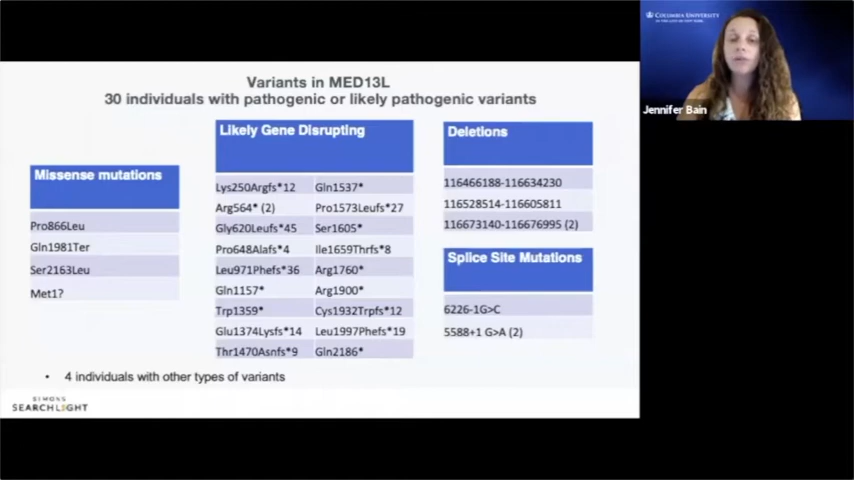 COLUMBIA UNIVERSITY
Jennifer Bain
Variants in MED13L
30 individuals with pathogenic or likely pathogenic variants
Missense mutations
Pro866Leu
Gln1981Ter
Ser2163Leu
Met1?
Likely Gene Disrupting
Lys250Argfs*12 Gln1537*
Arg564* (2) Pro1573Leufs*27
Gly620Leufs*45 Ser1605*
Pro648Alafs*4 Ile1659Thrfs*8
Leu971Phefs*36 Arg1760*
Gln1157* Arg1900*
Trp1359* Cys1932Trpfs*12
Glu1374Lysfs*14 Leu1997Phefs*19
Thr1470Asnfs*9 Gln2186*
Deletions
116466188-116634230
116528514-116605811
116673140-116676995 (2)
Splice Site Mutations
6226-1G>C
5588+1 G>A (2)
• 4 individuals with other types of variants
SIMONS
SEARCHLIGHT